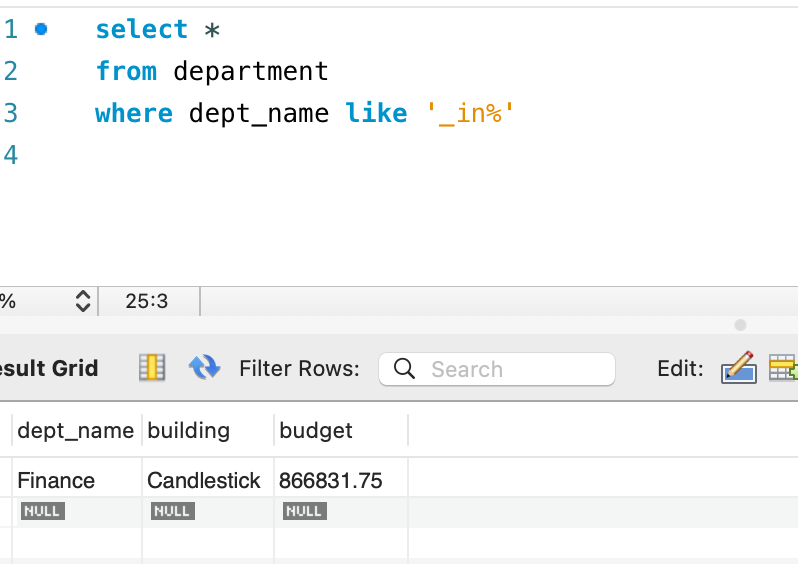 1 select *
2 from department
3 where dept_name like '_in%'
4
% 25:3
esult Grid Filter Rows: Search Edit:
dept_name building budget
Finance Candlestick 866831.75
NULL NULL NULL